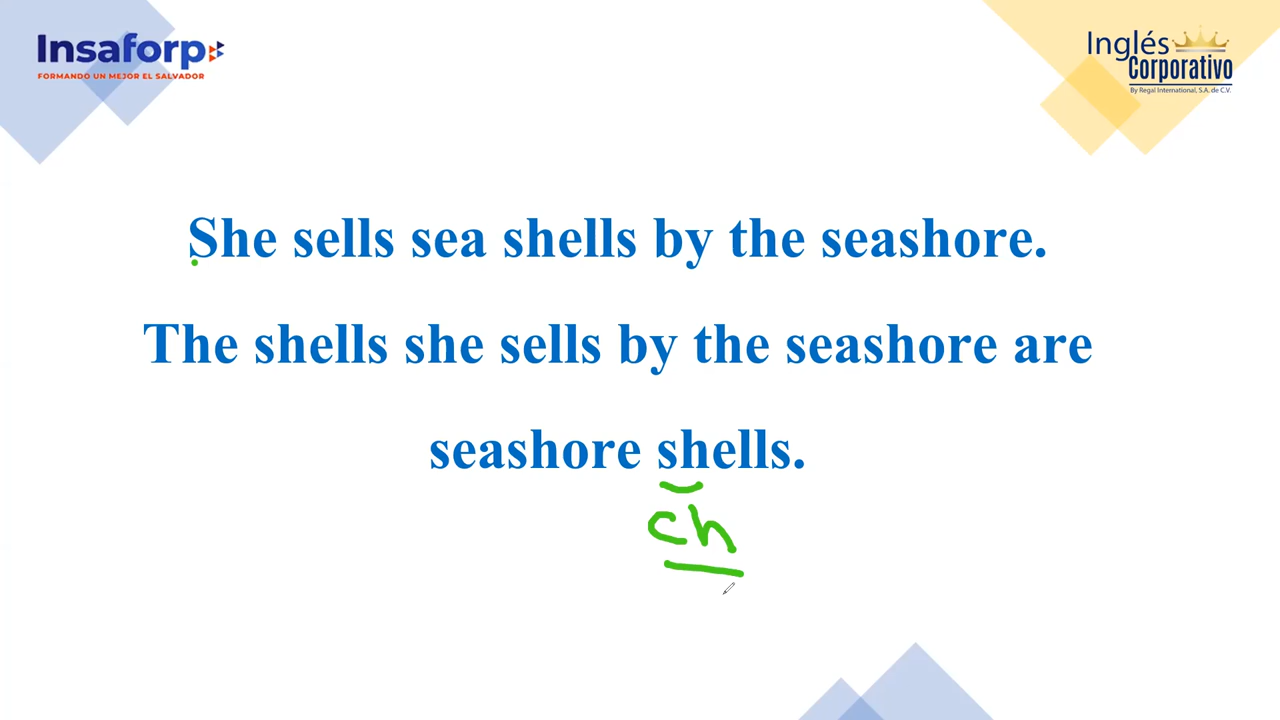 Insaforp
FORMANDO UN MEJOR EL SALVADOR
Inglés
Corporativo
By Regal International, S.A. de C.V.
She sells sea shells by the seashore.
The shells she sells by the seashore are
seashore shells.
ch